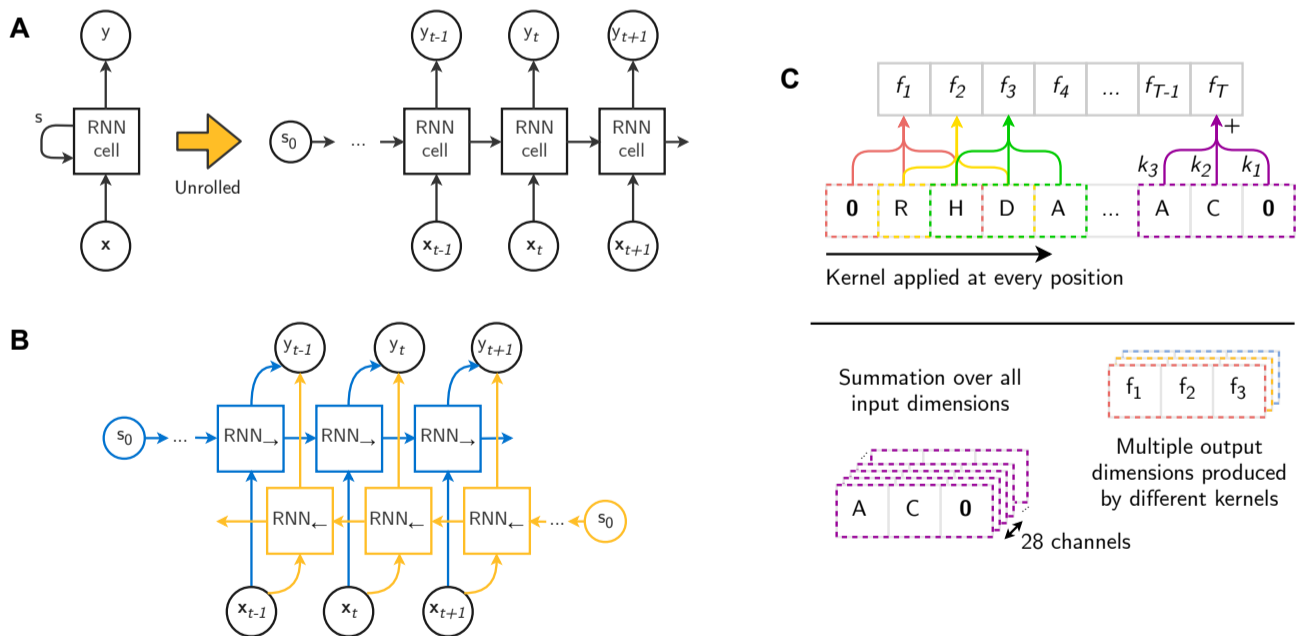 A
y
s
RNN
cell
x
Unrolled
s0
...
yt-1
yt
yt+1
RNN
cell
RNN
cell
RNN
cell
xt-1
xt
xt+1
B
yt-1
yt
yt+1
s0
...
RNN→
RNN→
RNN→
RNN←
RNN←
RNN←
...
s0
xt-1
xt
xt+1
C
f1 f2 f3 f4 ... fT-1 fT
+
k3 k2 k1
0 R H D A ... A C 0
Kernel applied at every position
Summation over all
input dimensions
A C 0
28 channels
f1 f2 f3
Multiple output
dimensions produced
by different kernels